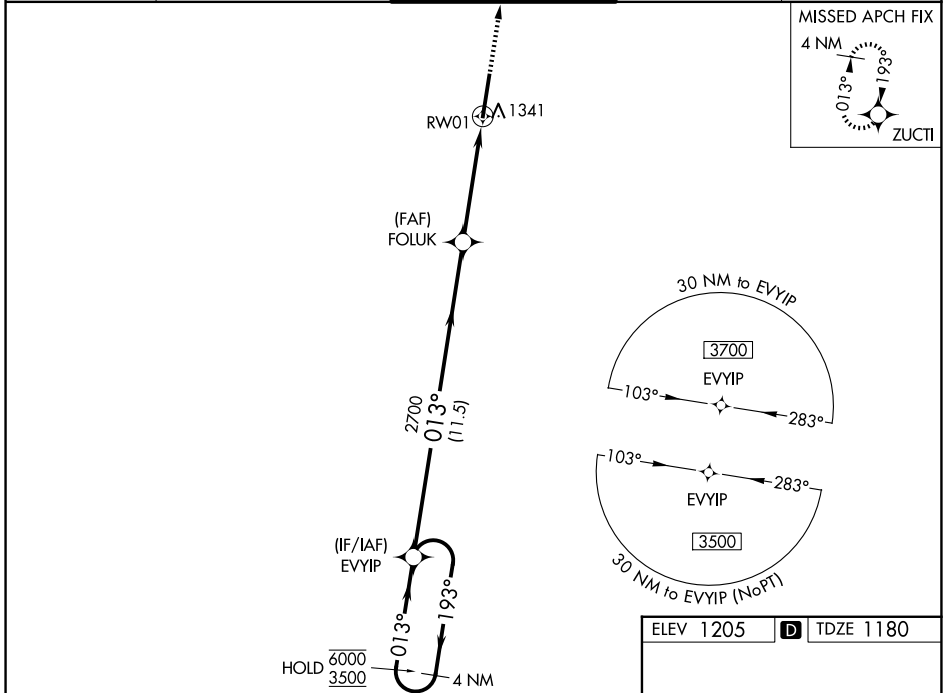 MISSED APCH FIX
4 NM
013°
193°
ZUCTI
RW01
1341
(FAF)
FOLUK
30 NM to EVYIP
3700
EVYIP
103°
283°
2700
013°
(11.5)
103°
283°
EVYIP
3500
30 NM to EVYIP (NoPT)
(IF/IAF)
EVYIP
013°
193°
HOLD 6000
3500
4 NM
ELEV 1205 D TDZE 1180